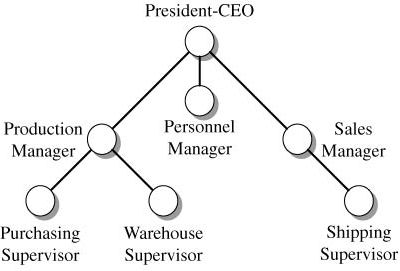 President-CEO
Production
Manager
Personnel
Manager
Sales
Manager
Purchasing
Supervisor
Warehouse
Supervisor
Shipping
Supervisor